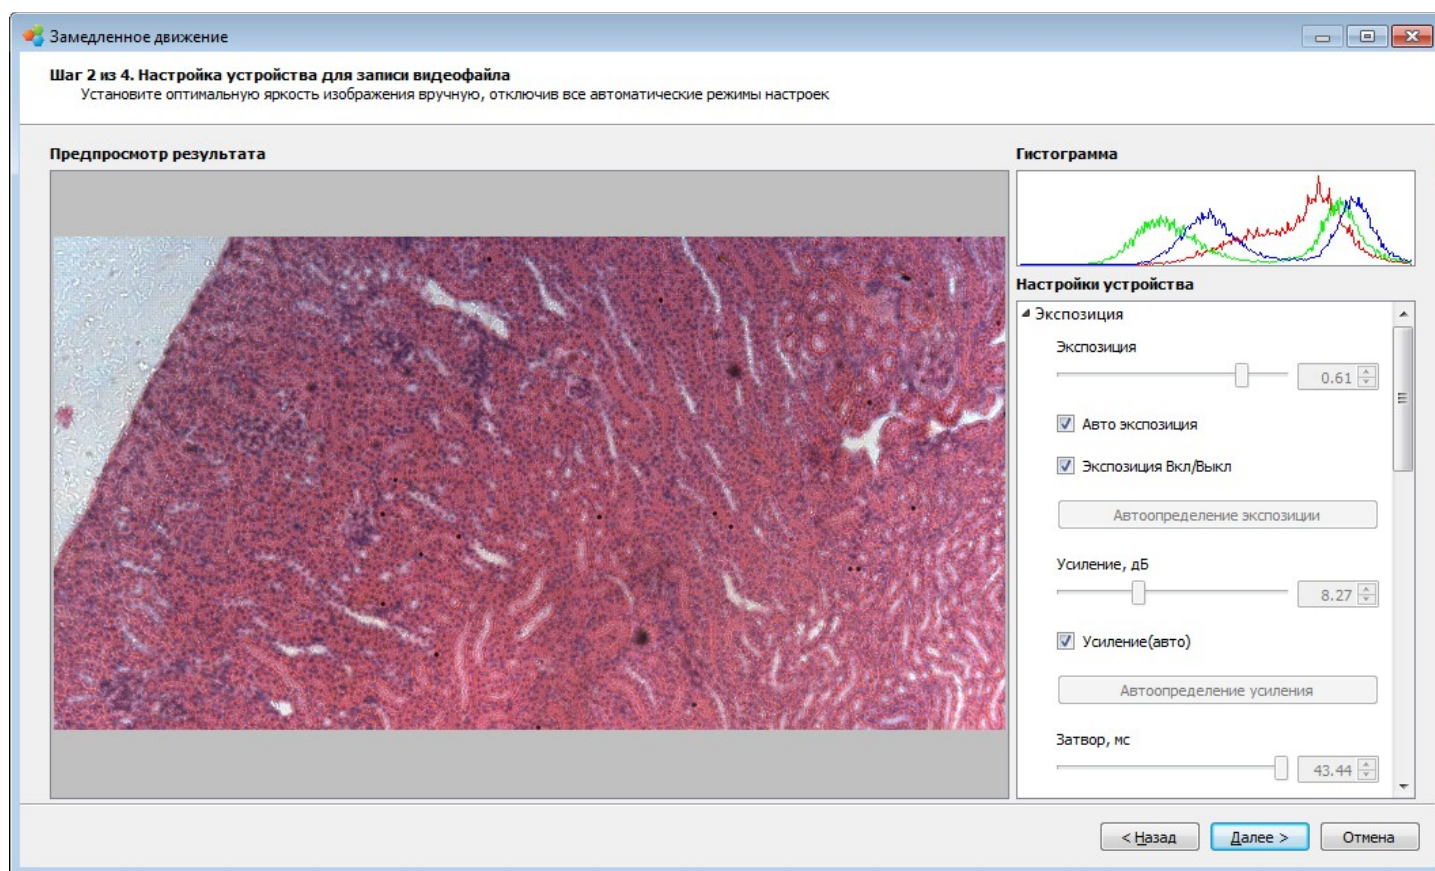 Замедленное движение
Шаг 2 из 4. Настройка устройства для записи видеофайла
Установите оптимальную яркость изображения вручную, отключив все автоматические режимы настроек
Предпросмотр результата
Гистограмма
Настройки устройства
Экспозиция
Экспозиция
0.61
Авто экспозиция
Экспозиция Вкл/Выкл
Автоопределение экспозиции
Усиление, дБ
8.27
Усиление(авто)
Автоопределение усиления
Затвор, мс
43.44
< Назад
Далее >
Отмена